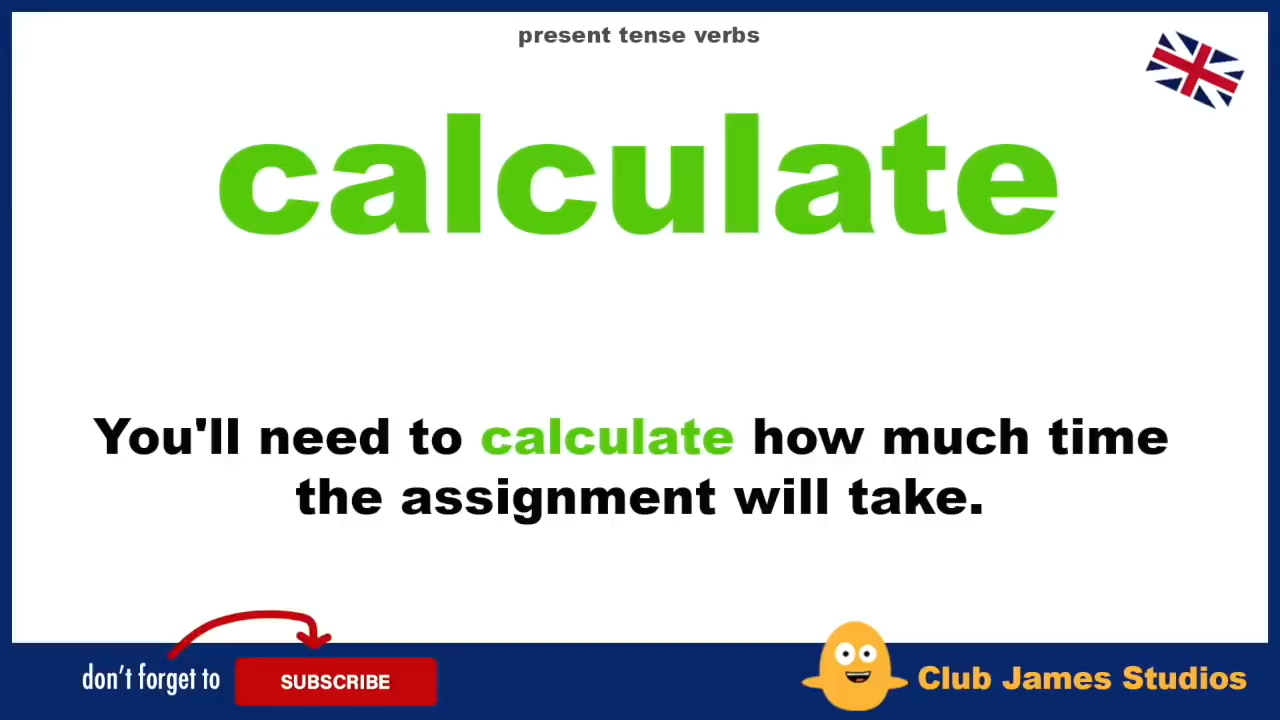 present tense verbs
calculate
You'll need to calculate how much time
the assignment will take.
don't forget to SUBSCRIBE
Club James Studios